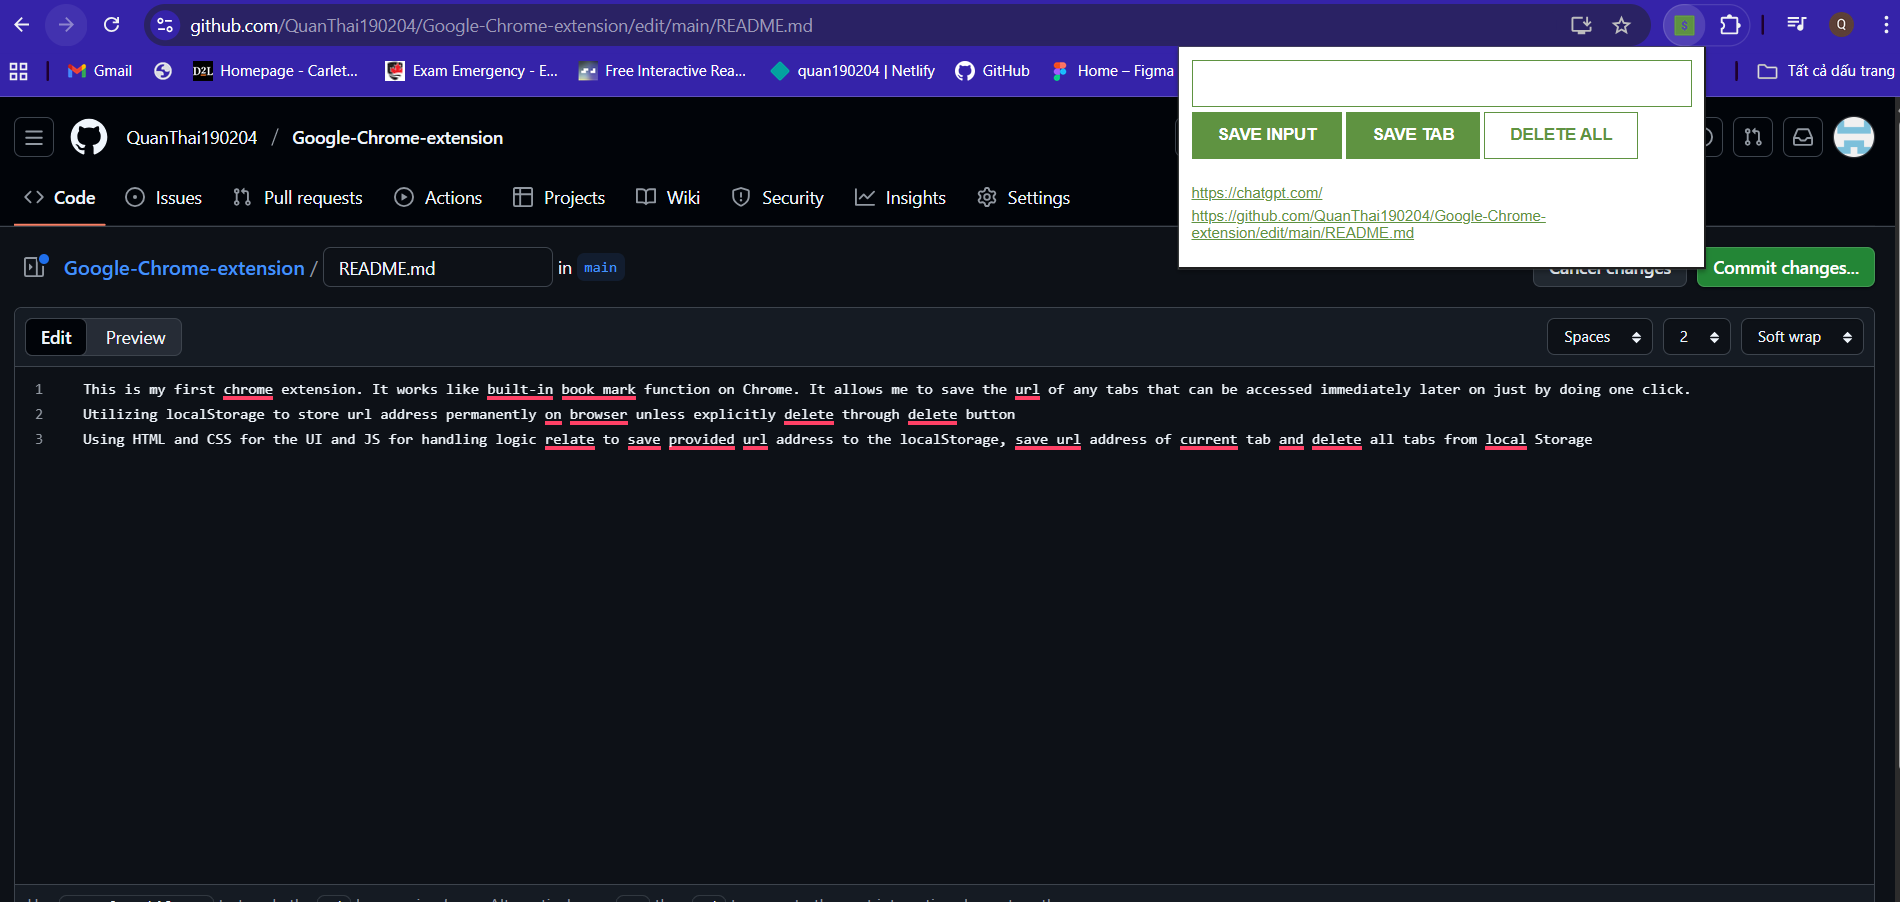 github.com/QuanThai190204/Google-Chrome-extension/edit/main/README.md
$
Q
Gmail
D2L Homepage - Carlet...
Exam Emergency - E...
Free Interactive Rea...
quan190204 | Netlify
GitHub
Home – Figma
Tất cả dấu trang
SAVE INPUT SAVE TAB DELETE ALL
https://chatgpt.com/
https://github.com/QuanThai190204/Google-Chrome-
extension/edit/main/README.md
QuanThai190204 / Google-Chrome-extension
Code Issues Pull requests Actions Projects Wiki Security Insights Settings
Google-Chrome-extension / README.md in main
Cancel changes Commit changes...
Edit Preview
Spaces 2 Soft wrap
1 This is my first chrome extension. It works like built-in book mark function on Chrome. It allows me to save the url of any tabs that can be accessed immediately later on just by doing one click.
2 Utilizing localStorage to store url address permanently on browser unless explicitly delete through delete button
3 Using HTML and CSS for the UI and JS for handling logic relate to save provided url address to the localStorage, save url address of current tab and delete all tabs from local Storage